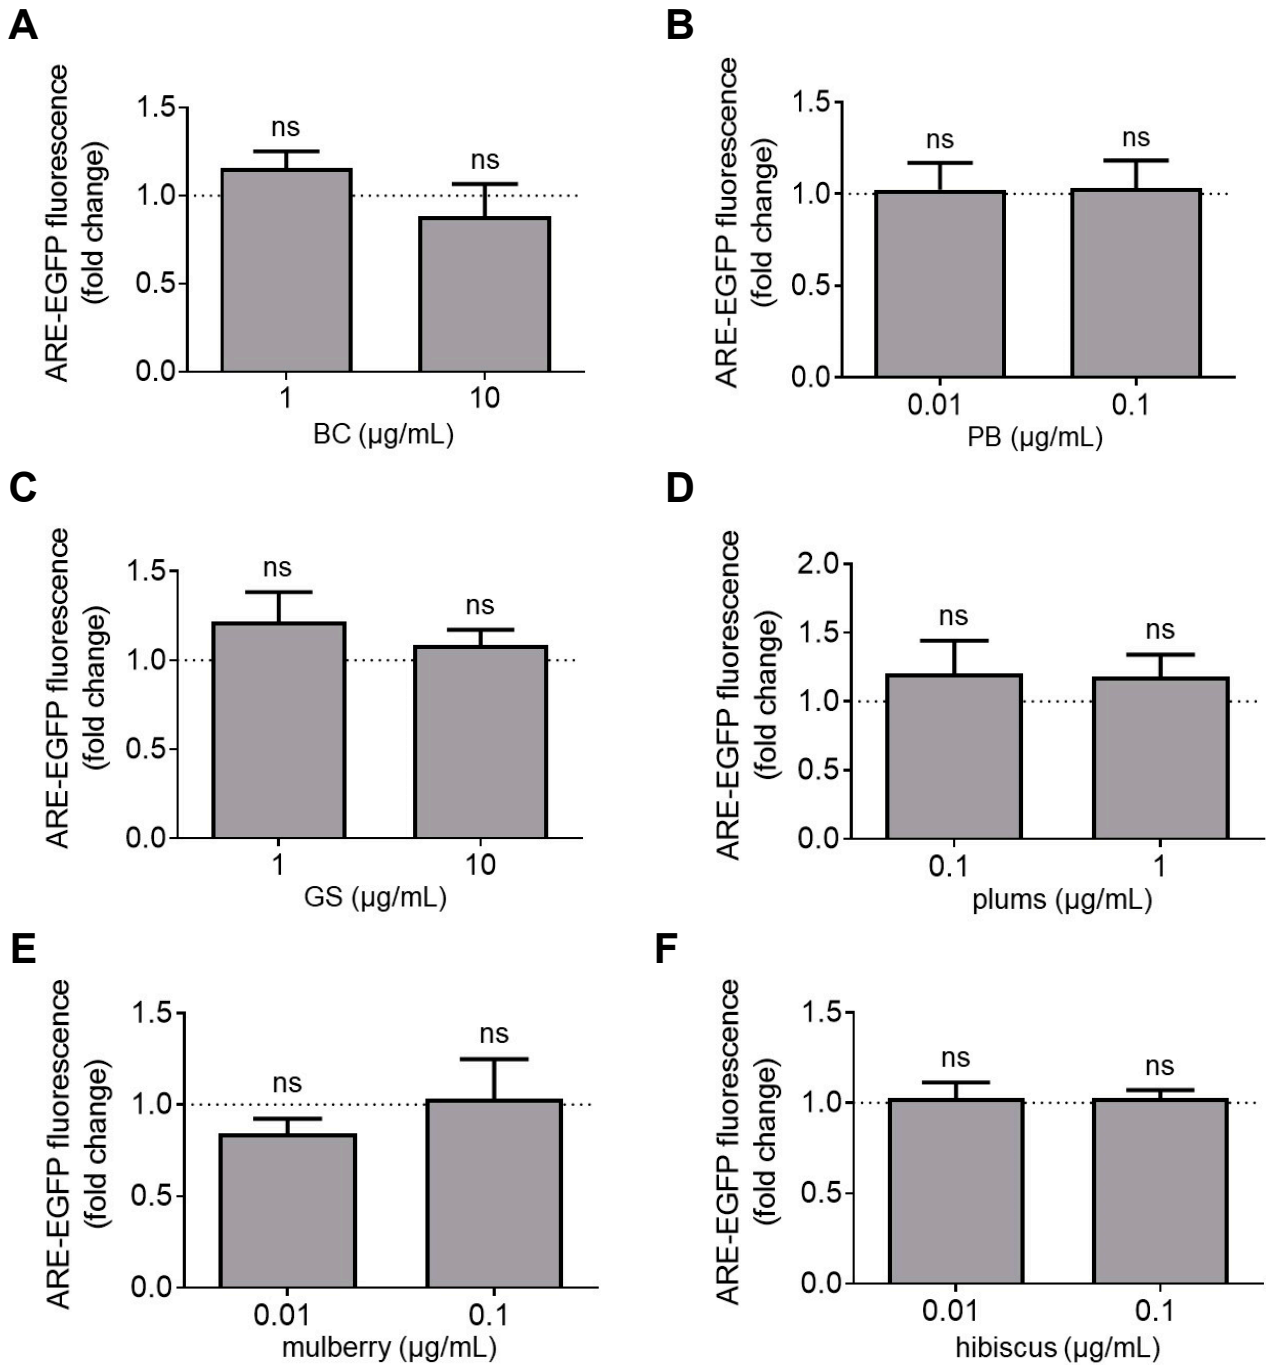 A
ARE-EGFP fluorescence
(fold change)
1.5
1.0
0.5
0.0
ns
ns
1
10
BC (µg/mL)
B
ARE-EGFP fluorescence
(fold change)
1.5
1.0
0.5
0.0
ns
ns
0.01
0.1
PB (µg/mL)
C
ARE-EGFP fluorescence
(fold change)
1.5
1.0
0.5
0.0
ns
ns
1
10
GS (µg/mL)
D
ARE-EGFP fluorescence
(fold change)
2.0
1.5
1.0
0.5
0.0
ns
ns
0.1
1
plums (µg/mL)
E
ARE-EGFP fluorescence
(fold change)
1.5
1.0
0.5
0.0
ns
ns
0.01
0.1
mulberry (µg/mL)
F
ARE-EGFP fluorescence
(fold change)
1.5
1.0
0.5
0.0
ns
ns
0.01
0.1
hibiscus (µg/mL)